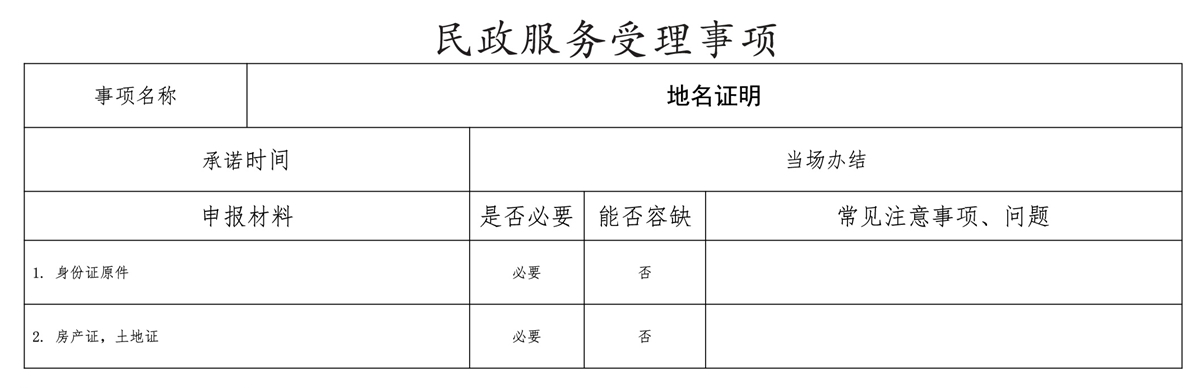 民政服务受理事项
事项名称 地名证明
承诺时间 当场办结
申报材料 是否必要 能否容缺 常见注意事项、问题
1. 身份证原件 必要 否
2. 房产证，土地证 必要 否